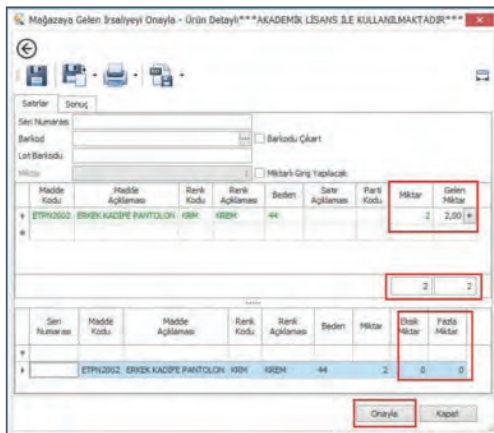 Mağazaya Gelen İrsaliyeyi Onayla - Ürün Detaylı***AKADEMİK LİSANS İLE KULLANILMAKTADIR***
Satırlar Sonuç
Seri Numarası
Barkod Barkodu Çıkart
Lot Barkodu
Miktar 1 Miktarlı Giriş Yapılacak
Madde Kodu Madde Açıklaması Renk Kodu Renk Açıklaması Beden Satır Açıklaması Parti Kodu Miktar Gelen Miktar
ETPN2002 ERKEK KADİFE PANTOLON KRM KREM 44 2 2,00
2 2
Seri Numarası Madde Kodu Madde Açıklaması Renk Kodu Renk Açıklaması Beden Miktar Eksik Miktar Fazla Miktar
ETPN2002 ERKEK KADİFE PANTOLON KRM KREM 44 2 0 0
Onayla Kapat